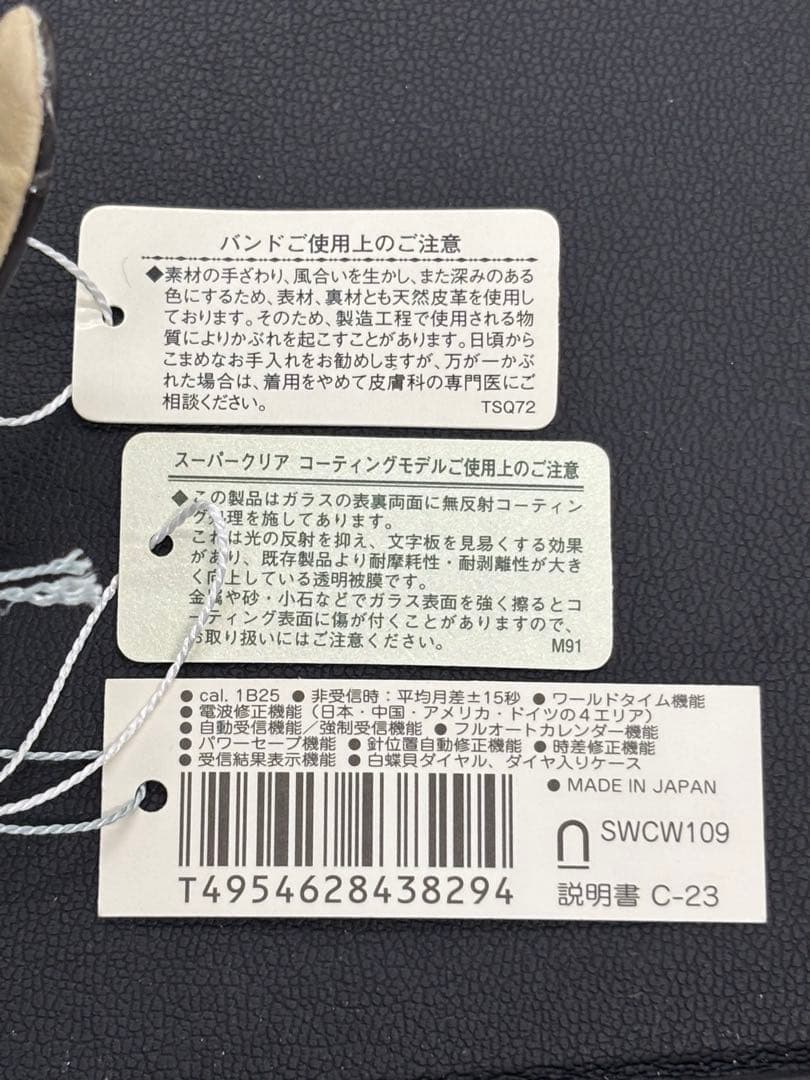 バンドご使用上のご注意
◆素材の手ざわり、風合いを生かし、また深みのある
色にするため、表材、裏材とも天然皮革を使用し
ております。そのため、製造工程で使用される物
質によりかぶれを起こすことがあります。日頃から
こまめなお手入れをお勧めしますが、万が一かぶ
れた場合は、着用をやめて皮膚科の専門医にご
相談ください。
TSQ72
スーパークリア コーティングモデルご使用上のご注意
◆この製品はガラスの表裏両面に無反射コーティン
グ処理を施してあります。
これは光の反射を抑え、文字板を見易くする効果
があり、既存製品より耐摩耗性・耐剥離性が大き
く向上している透明被膜です。
金属や砂・小石などでガラス表面を強く擦るとコ
ーティング表面に傷が付くことがありますので、
お取り扱いにはご注意ください。
M91
● cal. 1B25 ● 非受信時：平均月差±15秒 ● ワールドタイム機能
● 電波修正機能（日本・中国・アメリカ・ドイツの4エリア）
● 自動受信機能／強制受信機能 ● フルオートカレンダー機能
● パワーセーブ機能 ● 針位置自動修正機能 ● 時差修正機能
● 受信結果表示機能 ● 白蝶貝ダイヤル、ダイヤ入りケース
● MADE IN JAPAN
SWCW109
T4954628438294
説明書 C-23